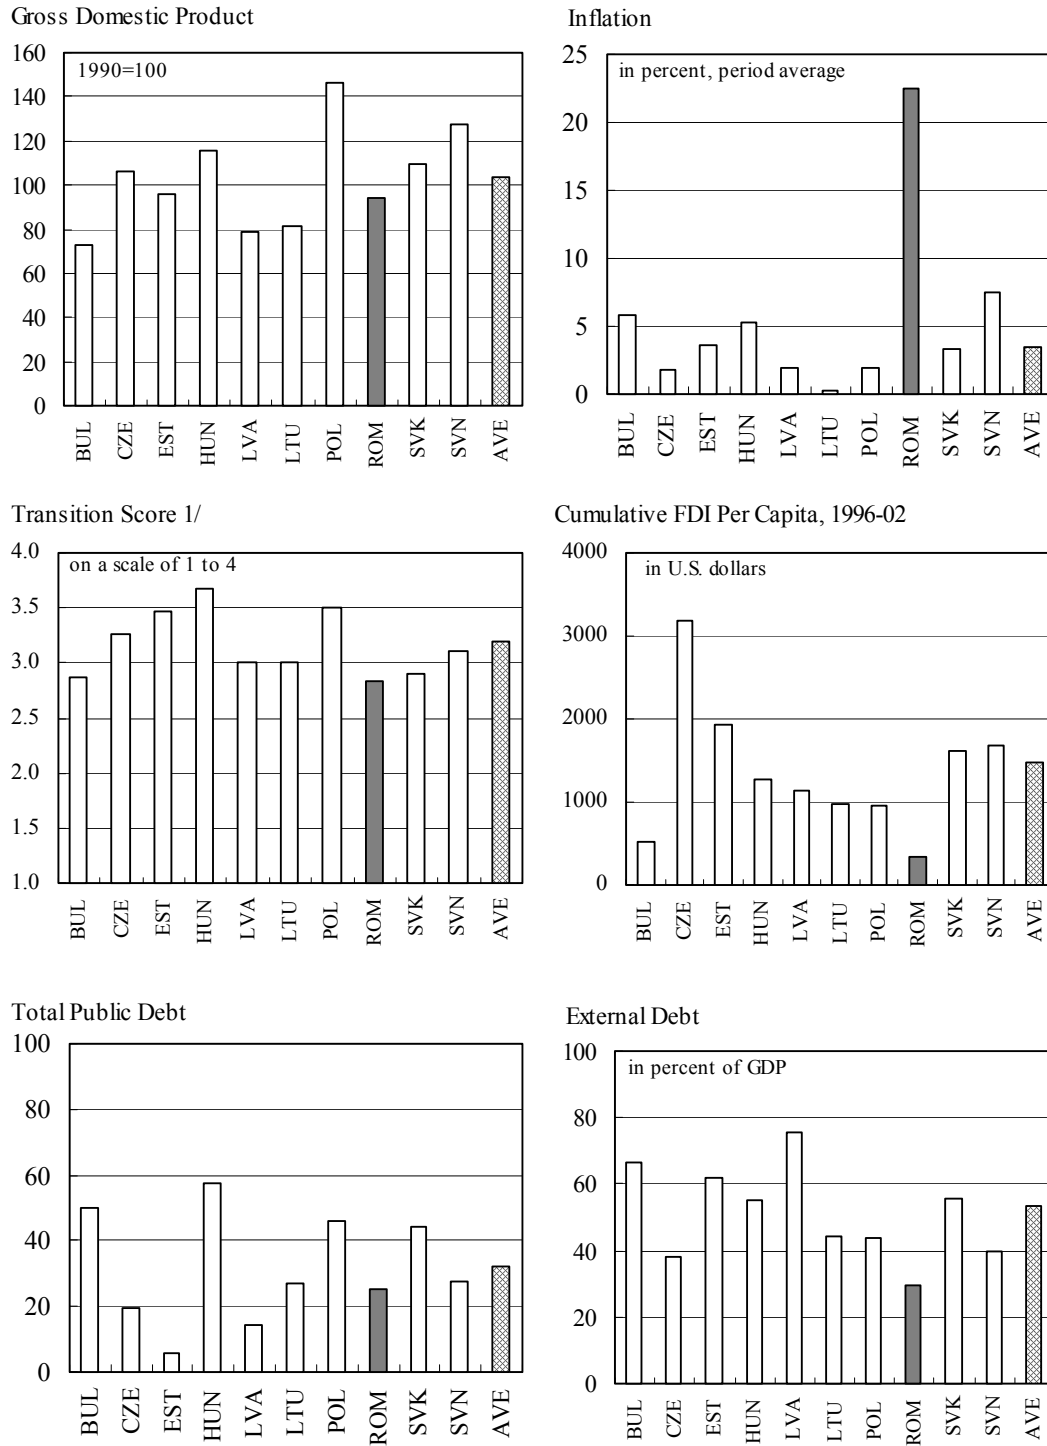 Gross Domestic Product
1990=100
160
140
120
100
80
60
40
20
0
BUL CZE EST HUN LVA LTU POL ROM SVK SVN AVE
Inflation
in percent, period average
25
20
15
10
5
0
BUL CZE EST HUN LVA LTU POL ROM SVK SVN AVE
Transition Score 1/
on a scale of 1 to 4
4.0
3.5
3.0
2.5
2.0
1.5
1.0
BUL CZE EST HUN LVA LTU POL ROM SVK SVN AVE
Cumulative FDI Per Capita, 1996-02
in U.S. dollars
4000
3000
2000
1000
0
BUL CZE EST HUN LVA LTU POL ROM SVK SVN AVE
Total Public Debt
100
80
60
40
20
0
BUL CZE EST HUN LVA LTU POL ROM SVK SVN AVE
External Debt
in percent of GDP
100
80
60
40
20
0
BUL CZE EST HUN LVA LTU POL ROM SVK SVN AVE